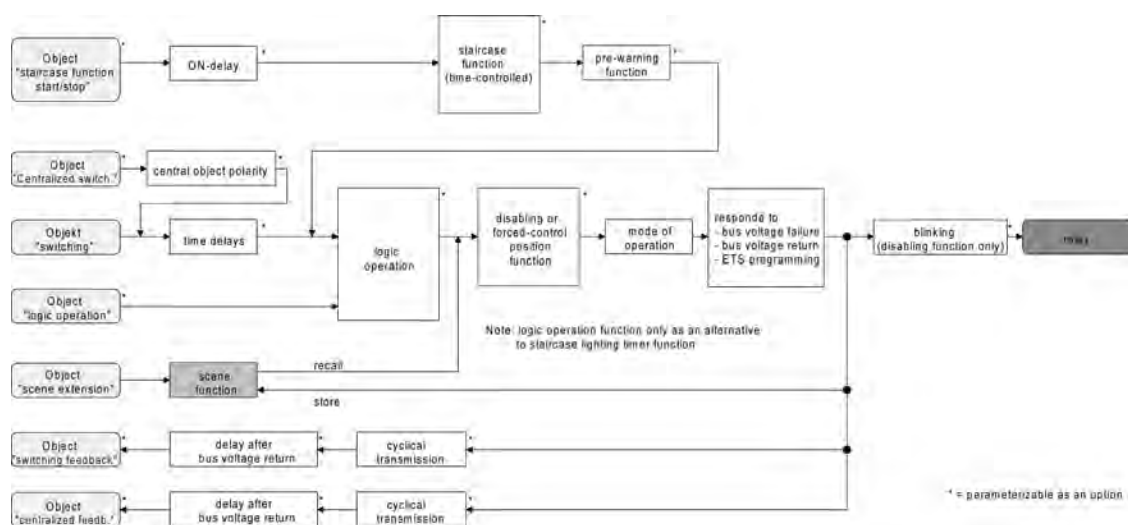 Object
"staircase function
start/stop"
*
ON-delay
*
staircase
function
(time-controlled)
*
pre-warning
function
*
Object
"Centralized switch."
*
central object polarity
*
Objekt
"switching"
time delays
*
logic
operation
*
disabling or
forced-control
position
function
*
mode of
operation
responde to
- bus voltage failure
- bus voltage return
- ETS programming
blinking
(disabling function only)
*
relay
Object
"logic operation"
*
Note: logic operation function only as an alternative
to staircase lighting timer function
Object
"scene extension"
*
scene
function
recall
store
Object
"switching feedback"
*
delay after
bus voltage return
*
cyclical
transmission
*
Object
"centralized feedb."
*
delay after
bus voltage return
*
cyclical
transmission
*
* = parameterizable as an option